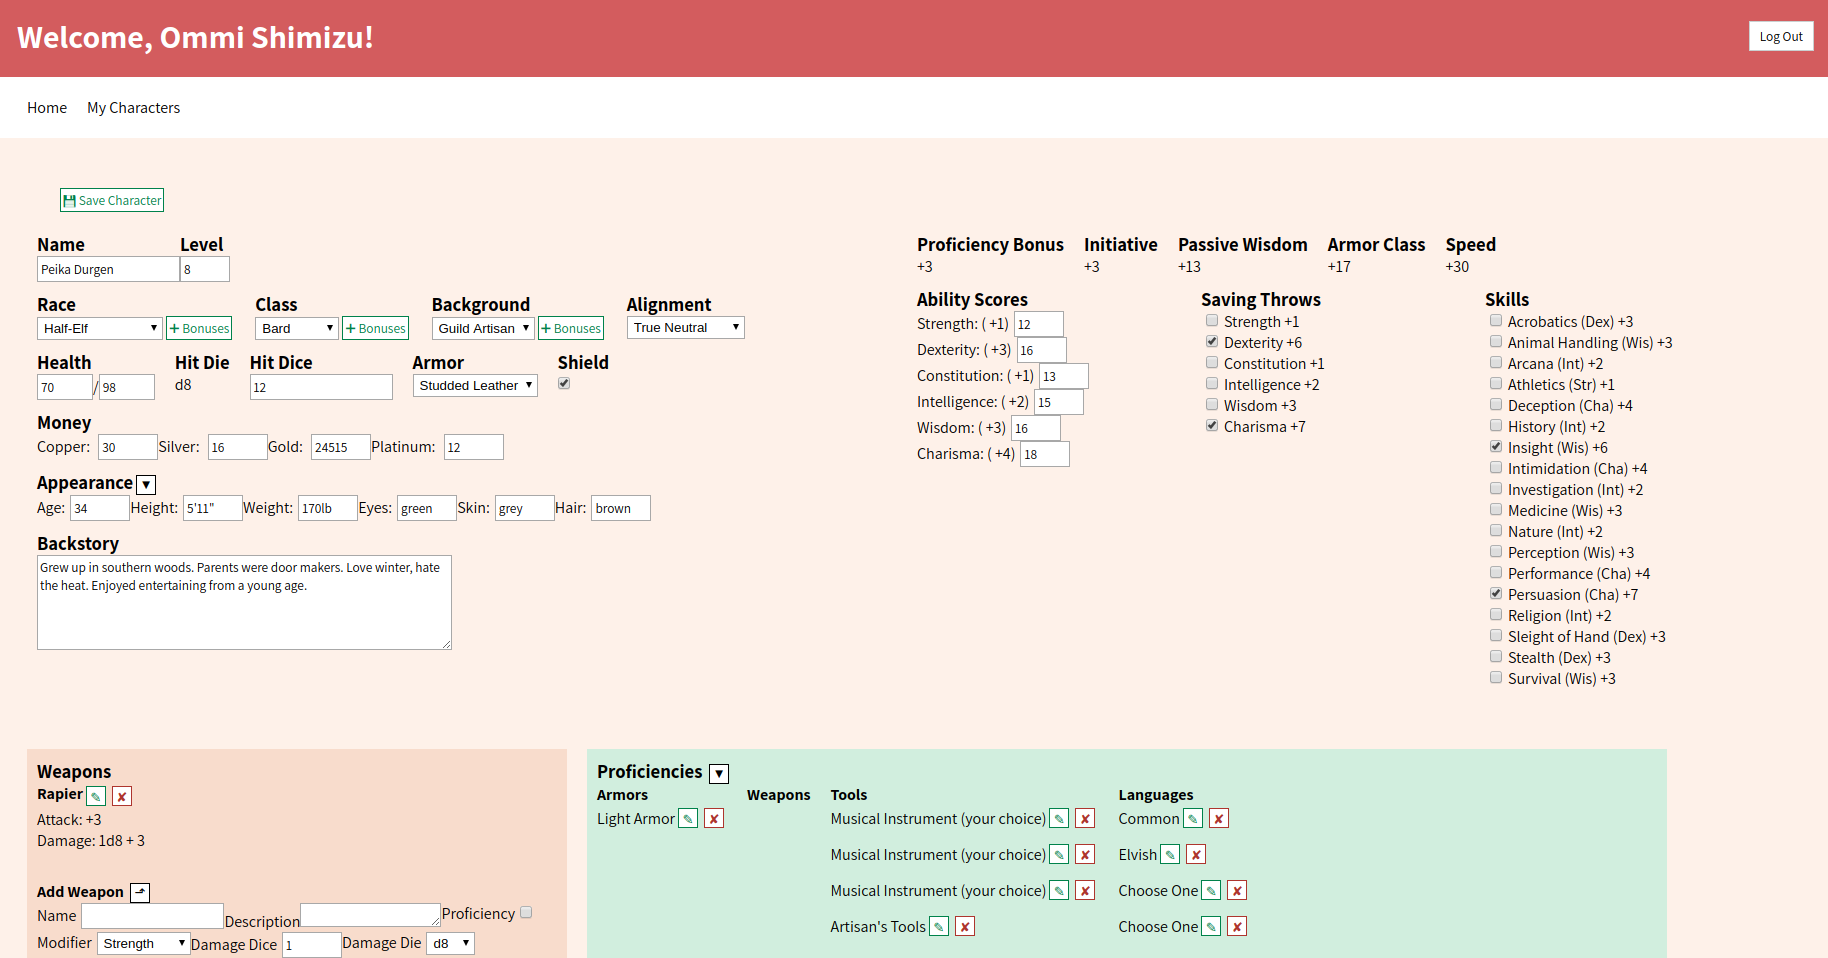 Welcome, Ommi Shimizu!
Log Out
Home My Characters
Save Character
Name Level
Peika Durgen 8
Race Class Background Alignment
Half-Elf + Bonuses Bard + Bonuses Guild Artisan + Bonuses True Neutral
Health Hit Die Hit Dice Armor Shield
70 / 98 d8 12 Studded Leather
Money
Copper: 30 Silver: 16 Gold: 24515 Platinum: 12
Appearance
Age: 34 Height: 5'11" Weight: 170lb Eyes: green Skin: grey Hair: brown
Backstory
Grew up in southern woods. Parents were door makers. Love winter, hate
the heat. Enjoyed entertaining from a young age.
Proficiency Bonus Initiative Passive Wisdom Armor Class Speed
+3 +3 +13 +17 +30
Ability Scores
Strength: ( +1) 12
Dexterity: ( +3) 16
Constitution: ( +1) 13
Intelligence: ( +2) 15
Wisdom: ( +3) 16
Charisma: ( +4) 18
Saving Throws
Strength +1
Dexterity +6
Constitution +1
Intelligence +2
Wisdom +3
Charisma +7
Skills
Acrobatics (Dex) +3
Animal Handling (Wis) +3
Arcana (Int) +2
Athletics (Str) +1
Deception (Cha) +4
History (Int) +2
Insight (Wis) +6
Intimidation (Cha) +4
Investigation (Int) +2
Medicine (Wis) +3
Nature (Int) +2
Perception (Wis) +3
Performance (Cha) +4
Persuasion (Cha) +7
Religion (Int) +2
Sleight of Hand (Dex) +3
Stealth (Dex) +3
Survival (Wis) +3
Weapons
Rapier
Attack: +3
Damage: 1d8 + 3
Add Weapon
Name Description Proficiency
Modifier Strength Damage Dice 1 Damage Die d8
Proficiencies
Armors Weapons Tools Languages
Light Armor Musical Instrument (your choice) Common
Musical Instrument (your choice) Elvish
Musical Instrument (your choice) Choose One
Artisan's Tools Choose One